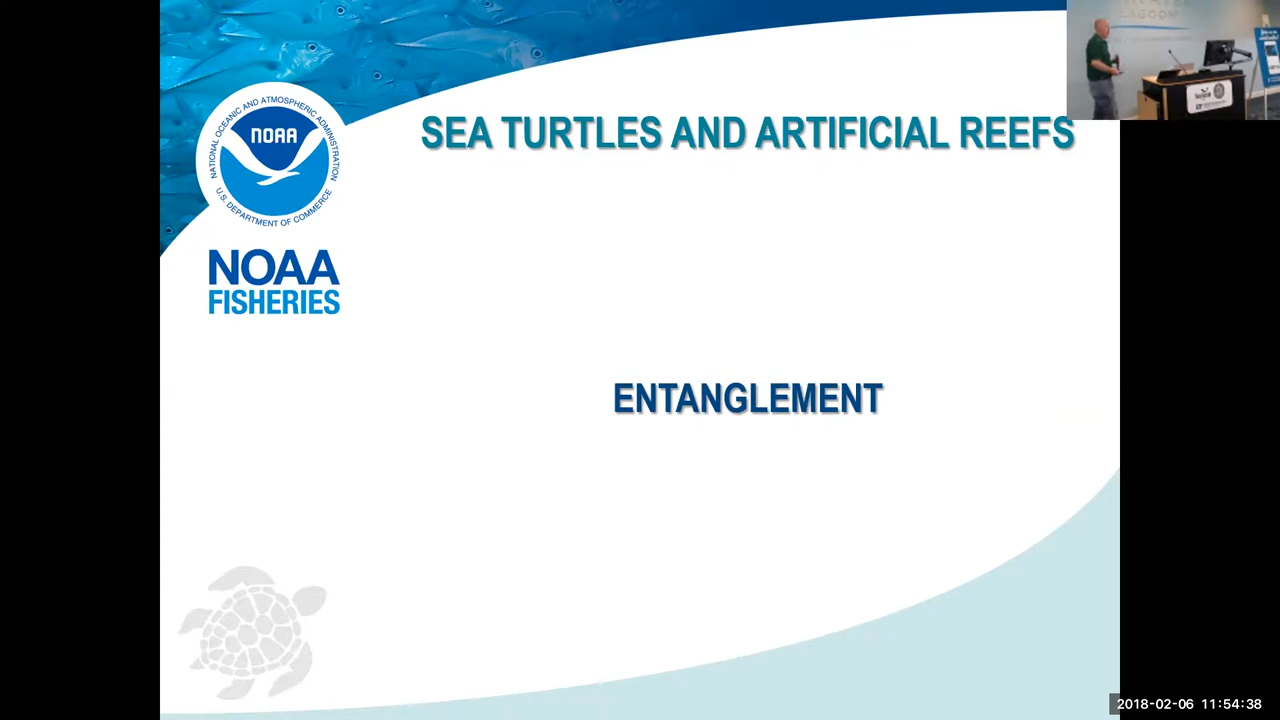 LAGOON
SEA TURTLES AND ARTIFICIAL REEFS
NATIONAL OCEANIC AND ATMOSPHERIC ADMINISTRATION
NOAA
U.S. DEPARTMENT OF COMMERCE
NOAA
FISHERIES
ENTANGLEMENT
2018-02-06 11:54:38